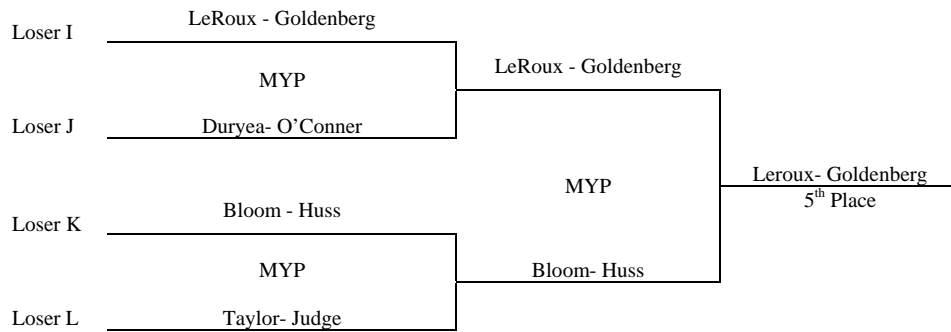 LeRoux - Goldenberg
Loser I
MYP
LeRoux - Goldenberg
Loser J
Duryea- O’Conner
MYP
Leroux- Goldenberg
5th Place
Bloom - Huss
Loser K
MYP
Bloom- Huss
Loser L
Taylor- Judge